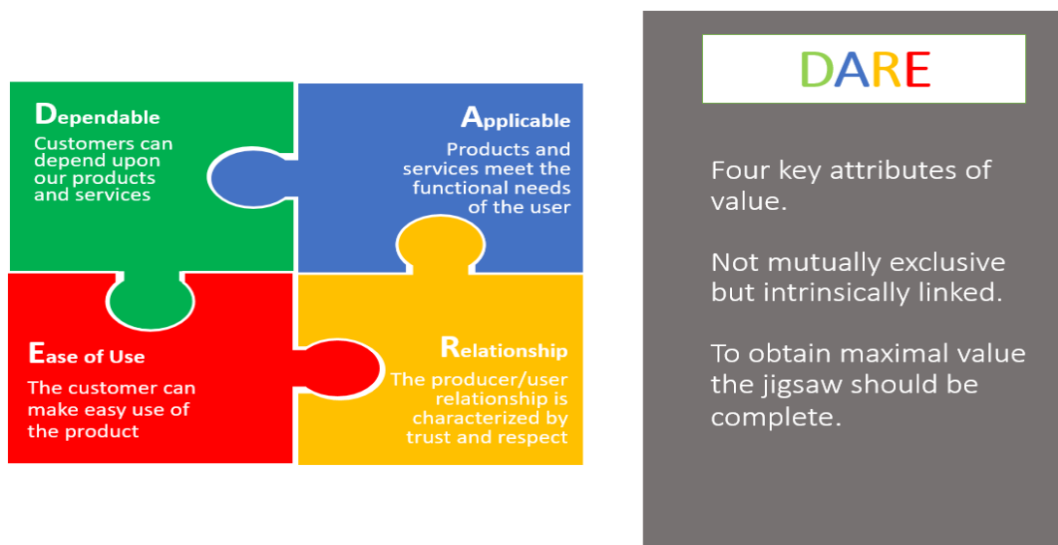 Dependable
Customers can
depend upon
our products
and services
Applicable
Products and
services meet the
functional needs
of the user
Ease of Use
The customer can
make easy use of
the product
Relationship
The producer/user
relationship is
characterized by
trust and respect
DARE
Four key attributes of
value.
Not mutually exclusive
but intrinsically linked.
To obtain maximal value
the jigsaw should be
complete.